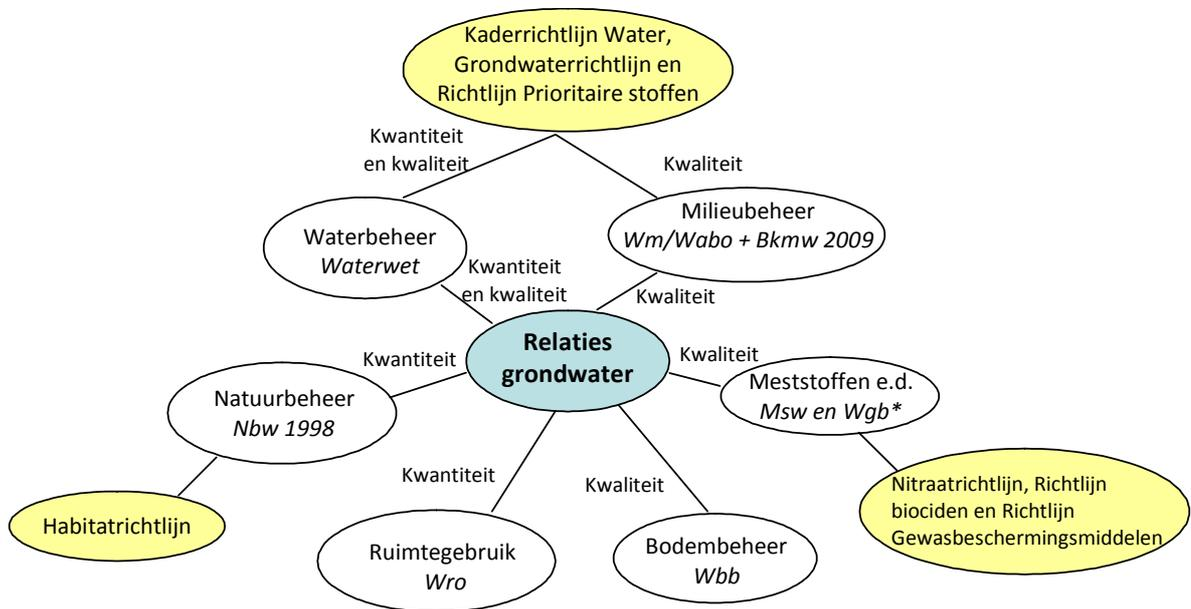 Kaderrichtlijn Water,
Grondwaterrichtlijn en
Richtlijn Prioritaire stoffen
Kwantiteit
en kwaliteit
Kwaliteit
Waterbeheer
Waterwet
Milieubeheer
Wm/Wabo + Bkmw 2009
Kwantiteit
en kwaliteit
Kwaliteit
Relaties
grondwater
Kwantiteit
Kwaliteit
Natuurbeheer
Nbw 1998
Meststoffen e.d.
Msw en Wgb*
Habitatrichtlijn
Kwantiteit
Kwaliteit
Nitraatrichtlijn, Richtlijn
biociden en Richtlijn
Gewasbeschermingsmiddelen
Ruimtegebruik
Wro
Bodembeheer
Wbb